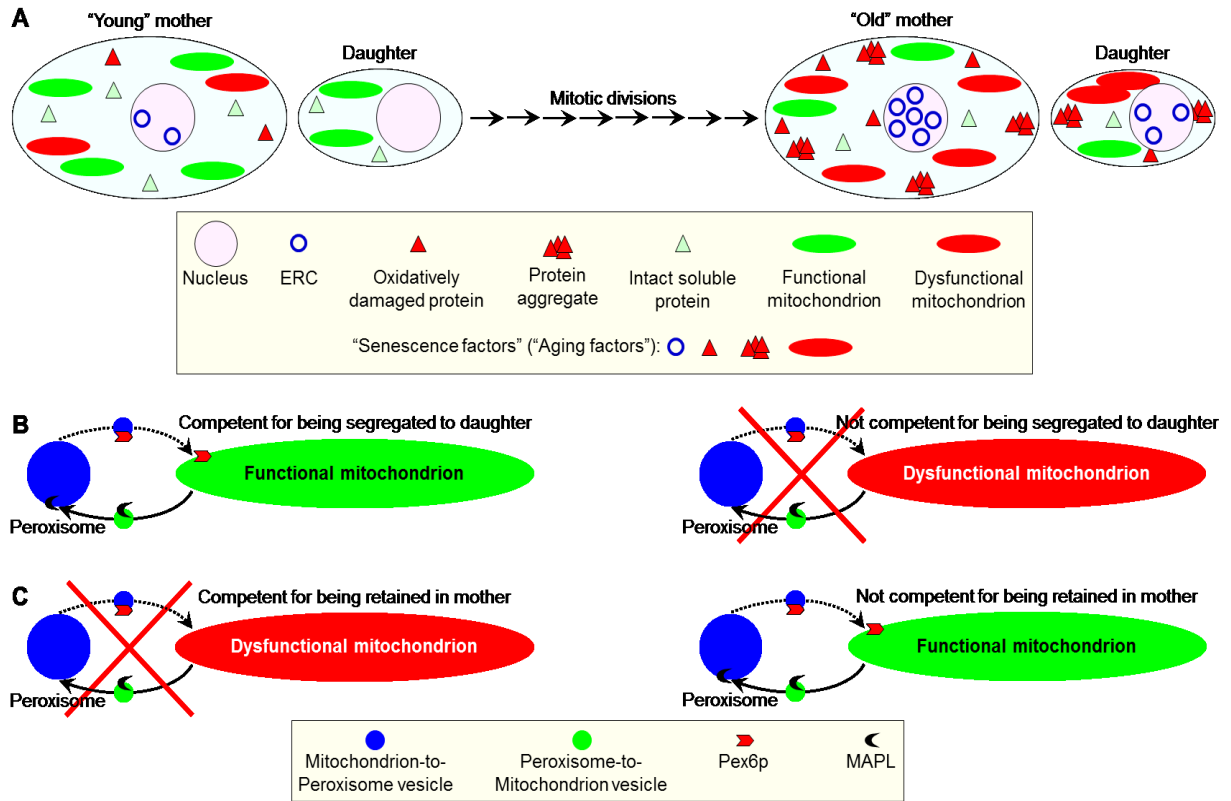 A
“Young” mother
Daughter
Mitotic divisions
“Old” mother
Daughter
Nucleus
ERC
Oxidatively
damaged protein
Protein
aggregate
Intact soluble
protein
Functional
mitochondrion
Dysfunctional
mitochondrion
“Senescence factors” (“Aging factors”):
B
Competent for being segregated to daughter
Functional mitochondrion
Peroxisome
Not competent for being segregated to daughter
Dysfunctional mitochondrion
Peroxisome
C
Competent for being retained in mother
Dysfunctional mitochondrion
Peroxisome
Not competent for being retained in mother
Functional mitochondrion
Peroxisome
Mitochondrion-to-
Peroxisome vesicle
Peroxisome-to-
Mitochondrion vesicle
Pex6p
MAPL